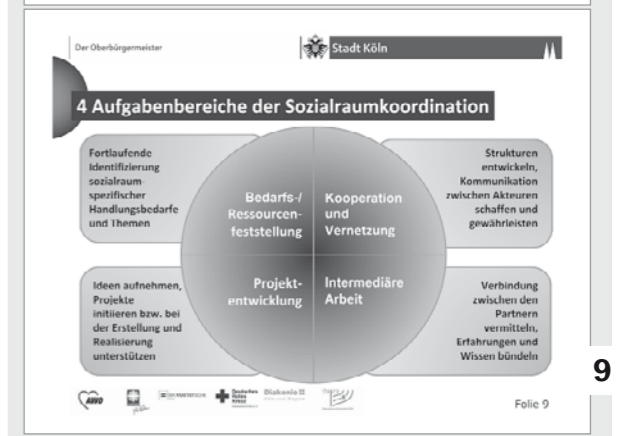 Der Oberbürgermeister
Stadt Köln
4 Aufgabenbereiche der Sozialraumkoordination
Fortlaufende
Identifizierung
sozialraum-
spezifischer
Handlungsbedarfe
und Themen
Bedarfs-/
Ressourcen-
feststellung
Kooperation
und
Vernetzung
Strukturen
entwickeln,
Kommunikation
zwischen Akteuren
schaffen und
gewährleisten
Ideen aufnehmen,
Projekte
initiieren bzw. bei
der Erstellung und
Realisierung
unterstützen
Projekt-
entwicklung
Intermediäre
Arbeit
Verbindung
zwischen den
Partnern
vermitteln,
Erfahrungen und
Wissen bündeln
9
AWO
Deutsches
Rotes
Kreuz
Diakonie
Folie 9